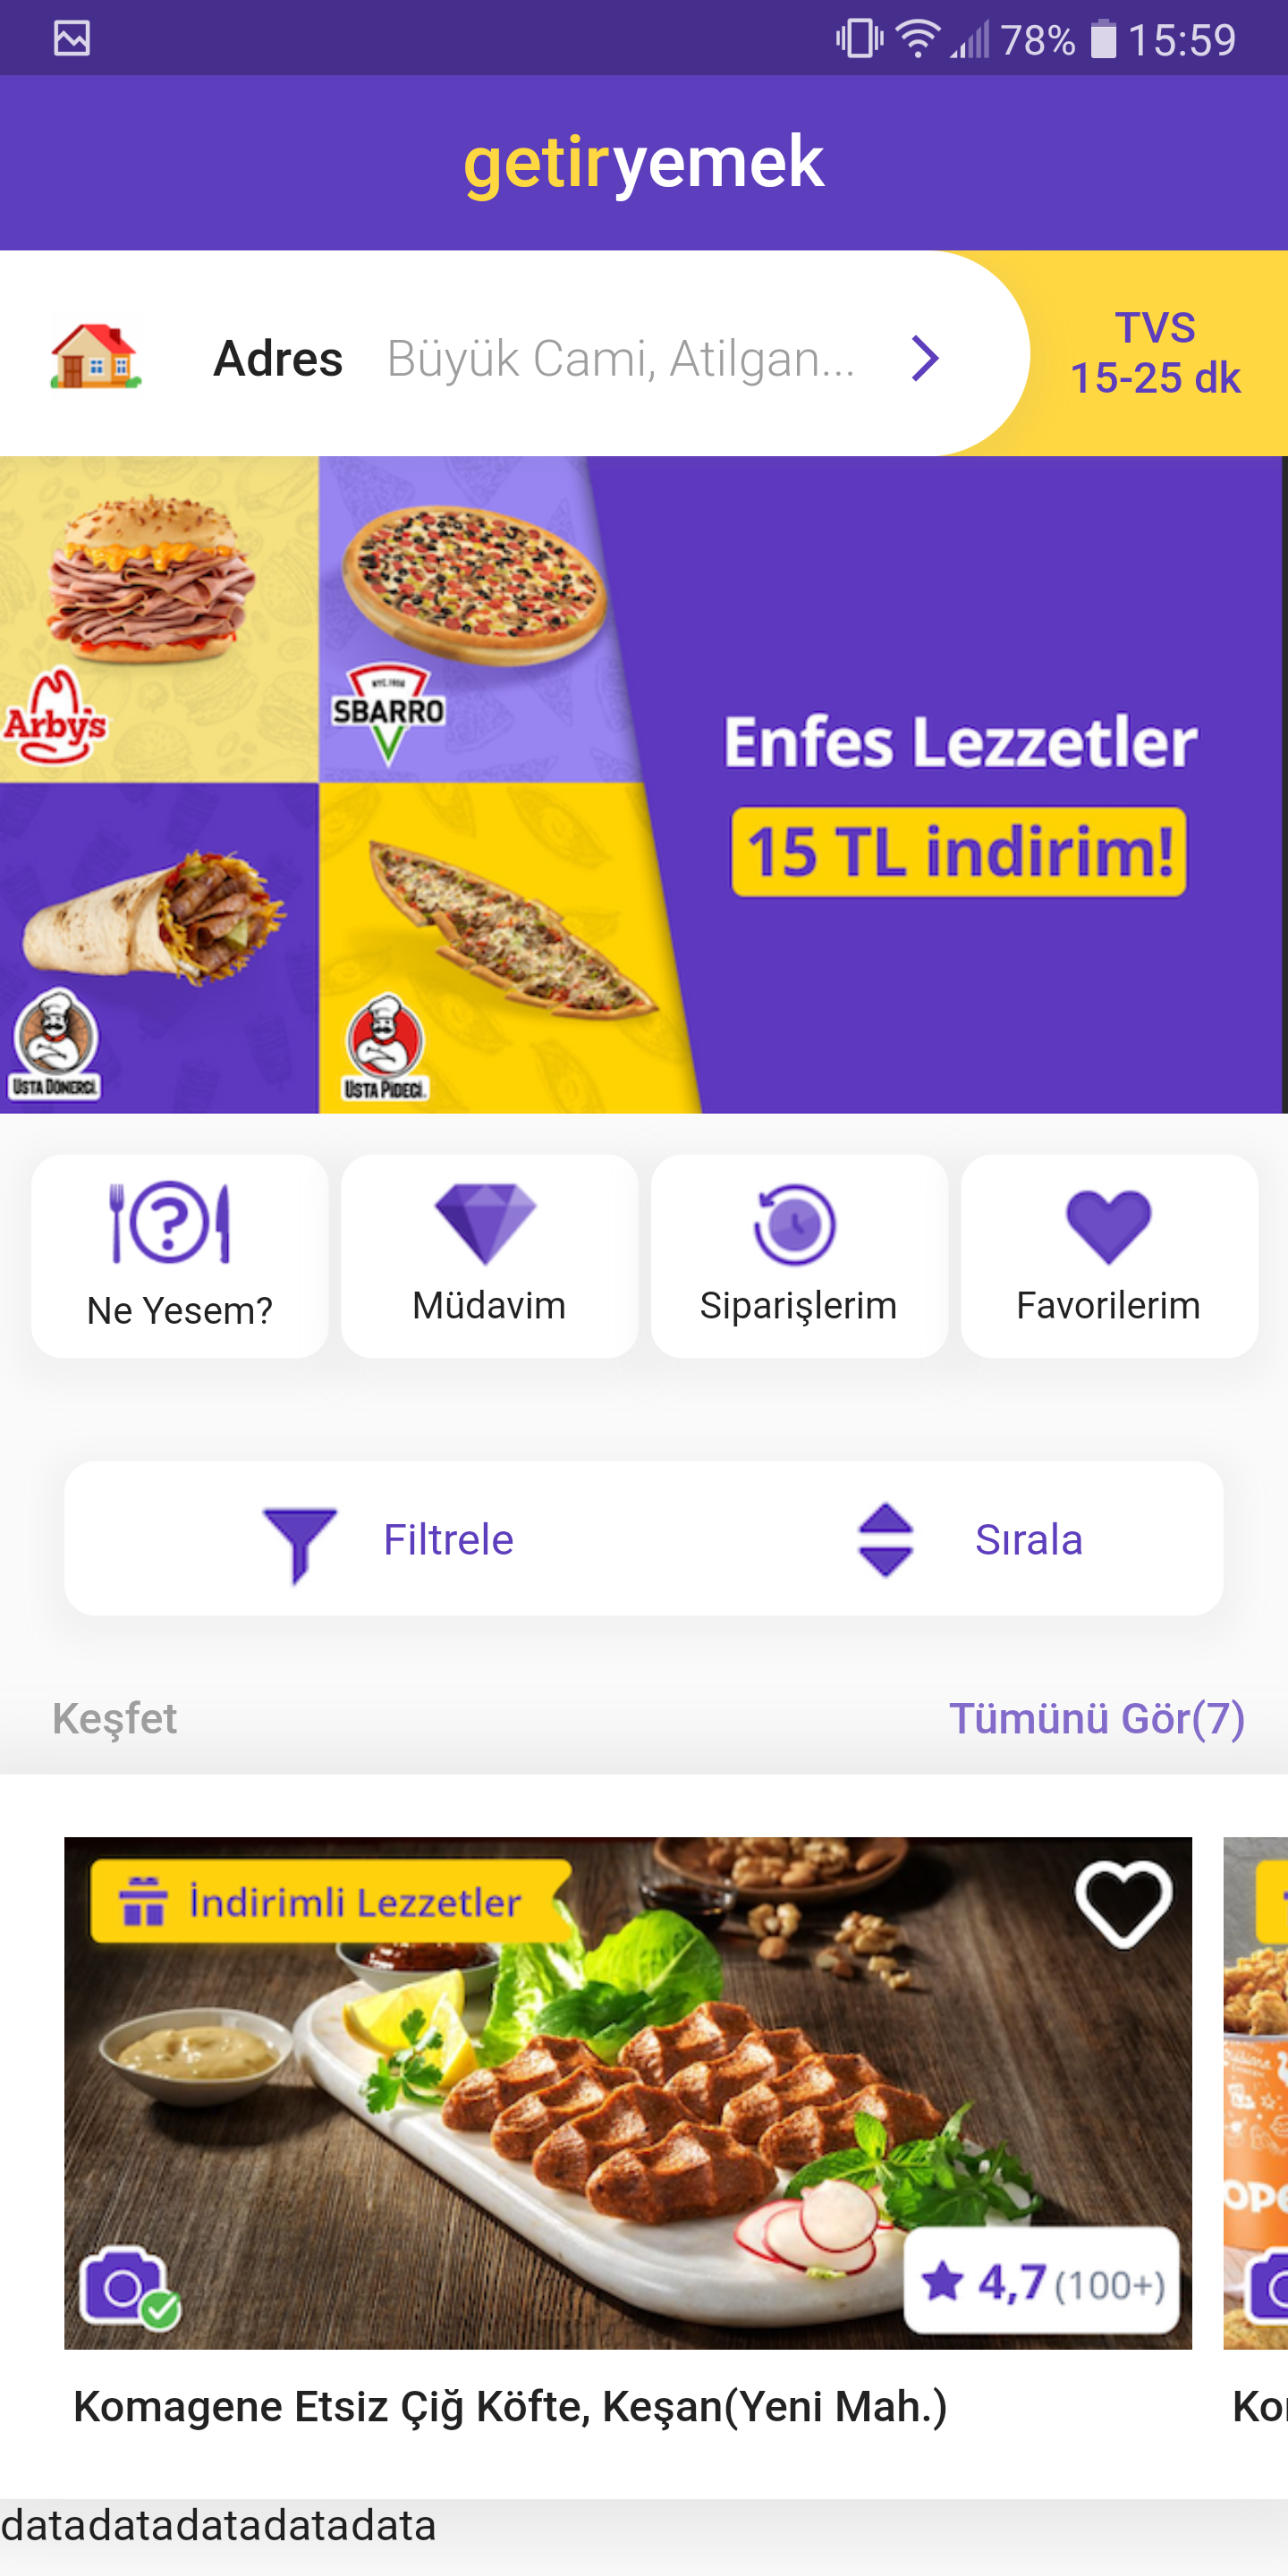 78% 15:59
getiryemek
Adres Büyük Cami, Atilgan...
TVS
15-25 dk
Arby's
NYC. 1956
SBARRO
Enfes Lezzetler
15 TL indirim!
USTA DÖNERCİ.
USTA PİDECİ.
Ne Yesem?
Müdavim
Siparişlerim
Favorilerim
Filtrele
Sırala
Keşfet
Tümünü Gör(7)
İndirimli Lezzetler
4,7 (100+)
Komagene Etsiz Çiğ Köfte, Keşan(Yeni Mah.)
datadatadatadatadata